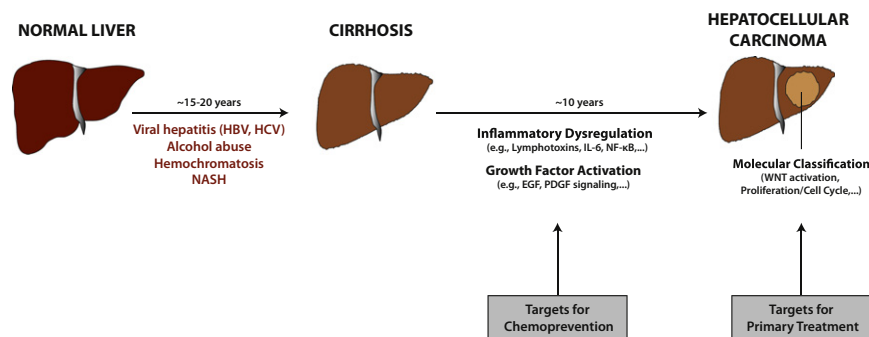 NORMAL LIVER
~15-20 years
Viral hepatitis (HBV, HCV)
Alcohol abuse
Hemochromatosis
NASH
CIRRHOSIS
~10 years
Inflammatory Dysregulation
(e.g., Lymphotoxins, IL-6, NF-κB,...)
Growth Factor Activation
(e.g., EGF, PDGF signaling,...)
Targets for
Chemoprevention
HEPATOCELLULAR
CARCINOMA
Molecular Classification
(WNT activation,
Proliferation/Cell Cycle,...)
Targets for
Primary Treatment